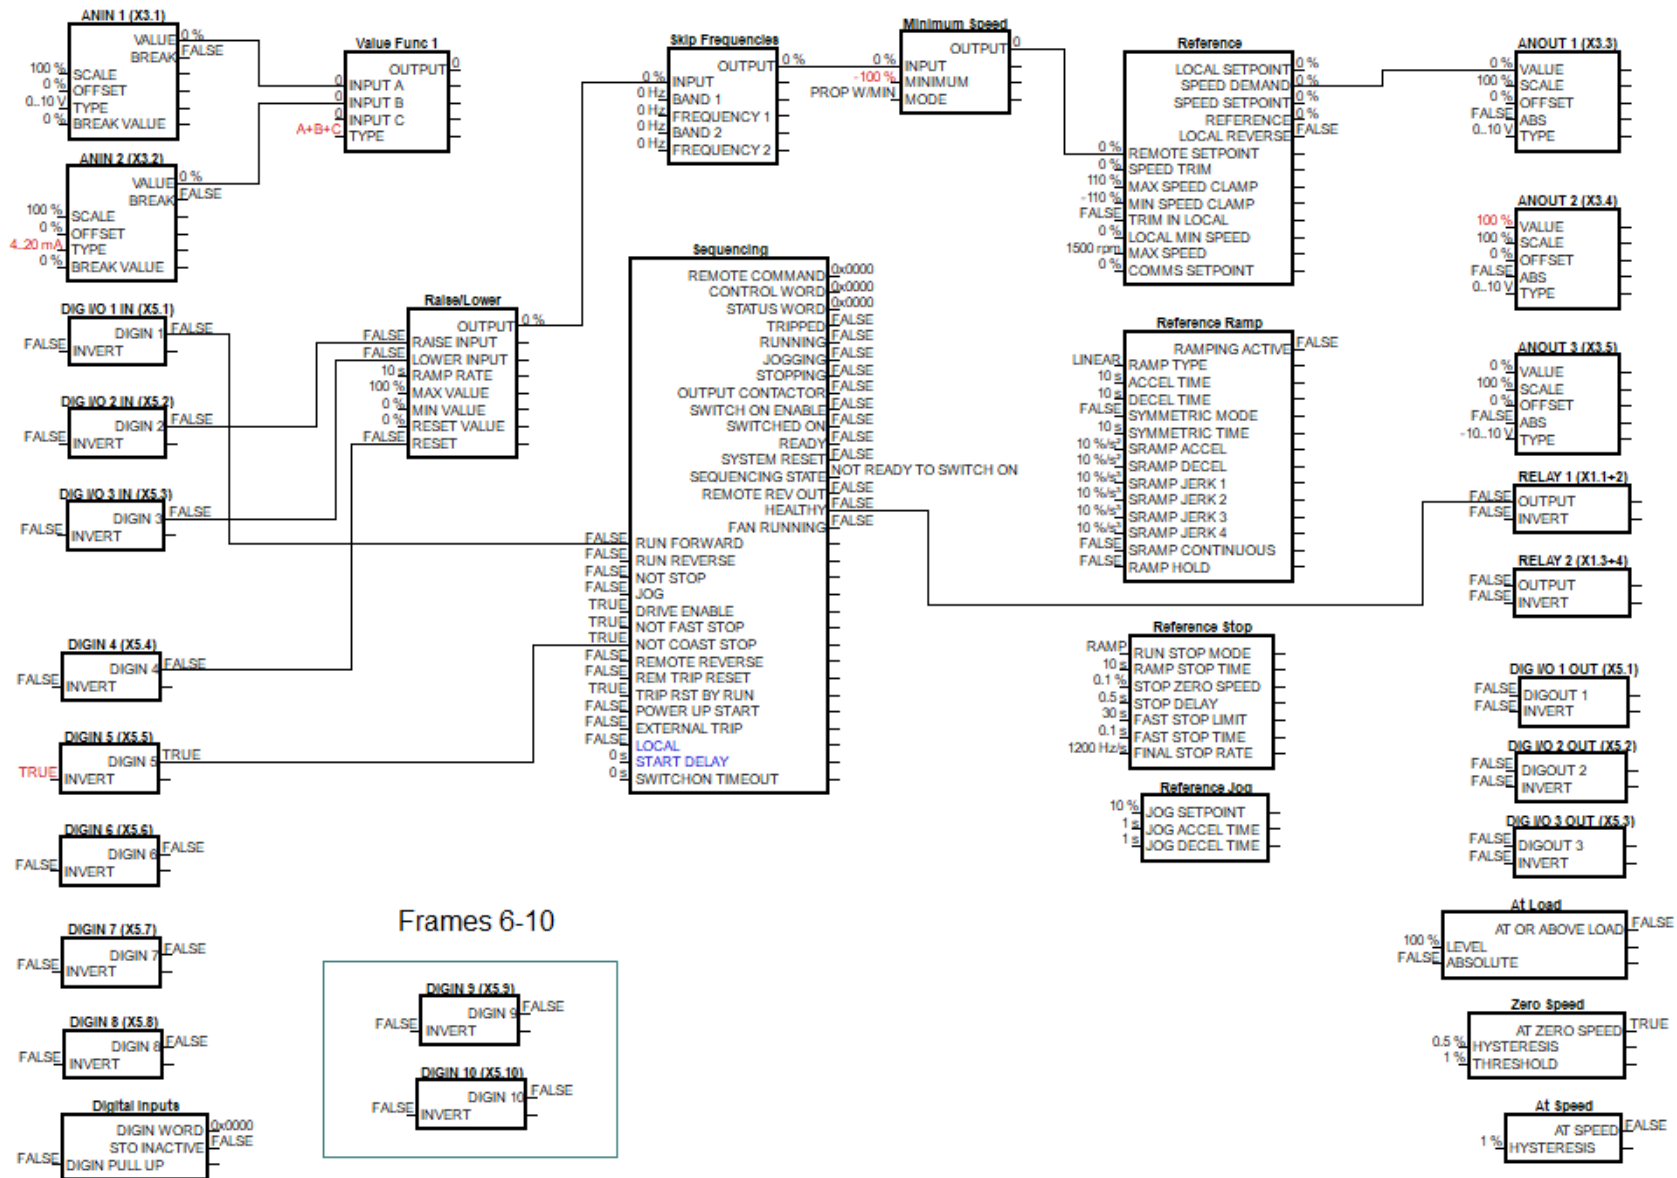 ANIN 1 (X3.1)
VALUE 0 %
BREAK FALSE
100 % SCALE
0 % OFFSET
0..10 V TYPE
0 % BREAK VALUE
ANIN 2 (X3.2)
VALUE 0 %
BREAK FALSE
100 % SCALE
0 % OFFSET
4..20 mA TYPE
0 % BREAK VALUE
Value Func 1
OUTPUT 0
0 INPUT A
0 INPUT B
0 INPUT C
A+B+C TYPE
Skip Frequencies
OUTPUT 0 %
0 % INPUT
0 Hz BAND 1
0 Hz FREQUENCY 1
0 Hz BAND 2
0 Hz FREQUENCY 2
Minimum Speed
OUTPUT 0
0 % INPUT
-100 % MINIMUM
PROP W/MIN MODE
Reference
LOCAL SETPOINT 0 %
SPEED DEMAND 0 %
SPEED SETPOINT 0 %
REFERENCE 0 %
LOCAL REVERSE FALSE
0 % REMOTE SETPOINT
0 % SPEED TRIM
110 % MAX SPEED CLAMP
-110 % MIN SPEED CLAMP
FALSE TRIM IN LOCAL
0 % LOCAL MIN SPEED
1500 rpm MAX SPEED
0 % COMMS SETPOINT
ANOUT 1 (X3.3)
0 % VALUE
100 % SCALE
0 % OFFSET
FALSE ABS
0..10 V TYPE
ANOUT 2 (X3.4)
100 % VALUE
100 % SCALE
0 % OFFSET
FALSE ABS
0..10 V TYPE
ANOUT 3 (X3.5)
0 % VALUE
100 % SCALE
0 % OFFSET
FALSE ABS
-10..10 V TYPE
DIG I/O 1 IN (X5.1)
DIGIN 1 FALSE
FALSE INVERT
DIG I/O 2 IN (X5.2)
DIGIN 2 FALSE
FALSE INVERT
DIG I/O 3 IN (X5.3)
DIGIN 3 FALSE
FALSE INVERT
DIGIN 4 (X5.4)
DIGIN 4 FALSE
FALSE INVERT
DIGIN 5 (X5.5)
DIGIN 5 TRUE
TRUE INVERT
DIGIN 6 (X5.6)
DIGIN 6 FALSE
FALSE INVERT
DIGIN 7 (X5.7)
DIGIN 7 FALSE
FALSE INVERT
DIGIN 8 (X5.8)
DIGIN 8 FALSE
FALSE INVERT
Digital Inputs
DIGIN WORD 0x0000
STO INACTIVE FALSE
FALSE DIGIN PULL UP
Raise/Lower
OUTPUT 0 %
FALSE RAISE INPUT
FALSE LOWER INPUT
10 s RAMP RATE
100 % MAX VALUE
0 % MIN VALUE
0 % RESET VALUE
FALSE RESET
Sequencing
REMOTE COMMAND 0x0000
CONTROL WORD 0x0000
STATUS WORD 0x0000
TRIPPED FALSE
RUNNING FALSE
JOGGING FALSE
STOPPING FALSE
OUTPUT CONTACTOR FALSE
SWITCH ON ENABLE FALSE
SWITCHED ON FALSE
READY FALSE
SYSTEM RESET FALSE
SEQUENCING STATE NOT READY TO SWITCH ON
REMOTE REV OUT FALSE
HEALTHY FALSE
FAN RUNNING FALSE
FALSE RUN FORWARD
FALSE RUN REVERSE
FALSE NOT STOP
FALSE JOG
TRUE DRIVE ENABLE
TRUE NOT FAST STOP
TRUE NOT COAST STOP
FALSE REMOTE REVERSE
FALSE REM TRIP RESET
TRUE TRIP RST BY RUN
FALSE POWER UP START
FALSE EXTERNAL TRIP
FALSE LOCAL
0 s START DELAY
0 s SWITCHON TIMEOUT
Reference Ramp
RAMPING ACTIVE FALSE
LINEAR RAMP TYPE
10 s ACCEL TIME
10 s DECEL TIME
FALSE SYMMETRIC MODE
10 s SYMMETRIC TIME
10 %/s² SRAMP ACCEL
10 %/s² SRAMP DECEL
10 %/s³ SRAMP JERK 1
10 %/s³ SRAMP JERK 2
10 %/s³ SRAMP JERK 3
10 %/s³ SRAMP JERK 4
FALSE SRAMP CONTINUOUS
FALSE RAMP HOLD
Reference Stop
RAMP RUN STOP MODE
10 s RAMP STOP TIME
0.1 % STOP ZERO SPEED
0.5 s STOP DELAY
30 s FAST STOP LIMIT
0.1 s FAST STOP TIME
1200 Hz/s FINAL STOP RATE
Reference Jog
10 % JOG SETPOINT
1 s JOG ACCEL TIME
1 s JOG DECEL TIME
RELAY 1 (X1.1+2)
FALSE OUTPUT
FALSE INVERT
RELAY 2 (X1.3+4)
FALSE OUTPUT
FALSE INVERT
DIG I/O 1 OUT (X5.1)
FALSE DIGOUT 1
FALSE INVERT
DIG I/O 2 OUT (X5.2)
FALSE DIGOUT 2
FALSE INVERT
DIG I/O 3 OUT (X5.3)
FALSE DIGOUT 3
FALSE INVERT
At Load
AT OR ABOVE LOAD FALSE
100 % LEVEL
FALSE ABSOLUTE
Zero Speed
AT ZERO SPEED TRUE
0.5 % HYSTERESIS
1 % THRESHOLD
At Speed
AT SPEED FALSE
1 % HYSTERESIS
Frames 6-10
DIGIN 9 (X5.9)
DIGIN 9 FALSE
FALSE INVERT
DIGIN 10 (X5.10)
DIGIN 10 FALSE
FALSE INVERT